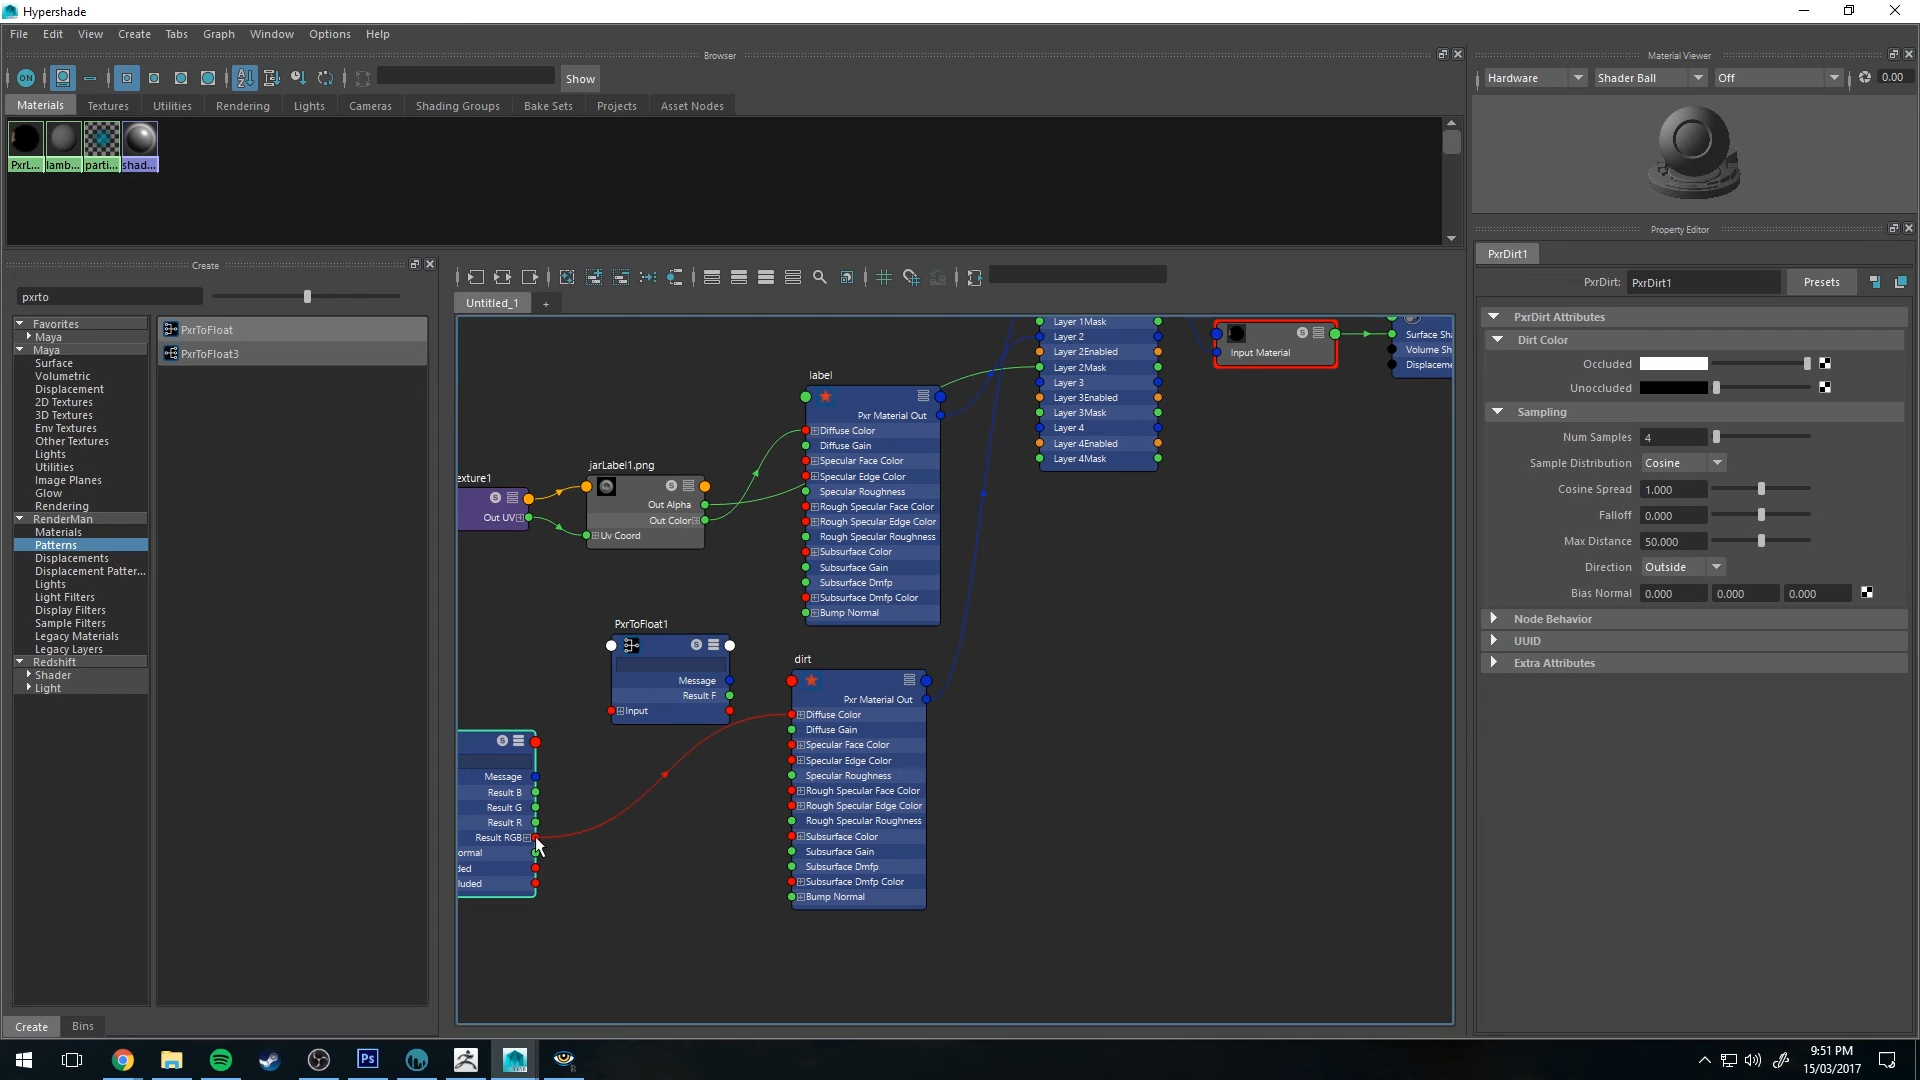 Hypershade
File Edit View Create Tabs Graph Window Options Help
Browser
ON
Show
Materials Textures Utilities Rendering Lights Cameras Shading Groups Bake Sets Projects Asset Nodes
PxrL... lamb... parti... shad...
Material Viewer
Hardware Shader Ball Off 0.00
Create
pxrto
Favorites
Maya
Maya
Surface
Volumetric
Displacement
2D Textures
3D Textures
Env Textures
Other Textures
Lights
Utilities
Image Planes
Glow
Rendering
RenderMan
Materials
Patterns
Displacements
Displacement Patter...
Lights
Light Filters
Display Filters
Sample Filters
Legacy Materials
Legacy Layers
Redshift
Shader
Light
PxrToFloat
PxrToFloat3
Create Bins
Untitled_1 +
exture1
Out UV
jarLabel1.png
Out Alpha
Out Color
Uv Coord
label
Pxr Material Out
Diffuse Color
Diffuse Gain
Specular Face Color
Specular Edge Color
Specular Roughness
Rough Specular Face Color
Rough Specular Edge Color
Rough Specular Roughness
Subsurface Color
Subsurface Gain
Subsurface Dmfp
Subsurface Dmfp Color
Bump Normal
Layer 1Mask
Layer 2
Layer 2Enabled
Layer 2Mask
Layer 3
Layer 3Enabled
Layer 3Mask
Layer 4
Layer 4Enabled
Layer 4Mask
Input Material
Surface Sha
Volume Sh
Displaceme
PxrToFloat1
Message
Result F
Input
Message
Result B
Result G
Result R
Result RGB
ormal
ded
luded
dirt
Pxr Material Out
Diffuse Color
Diffuse Gain
Specular Face Color
Specular Edge Color
Specular Roughness
Rough Specular Face Color
Rough Specular Edge Color
Rough Specular Roughness
Subsurface Color
Subsurface Gain
Subsurface Dmfp
Subsurface Dmfp Color
Bump Normal
Property Editor
PxrDirt1
PxrDirt: PxrDirt1 Presets
PxrDirt Attributes
Dirt Color
Occluded
Unoccluded
Sampling
Num Samples 4
Sample Distribution Cosine
Cosine Spread 1.000
Falloff 0.000
Max Distance 50.000
Direction Outside
Bias Normal 0.000 0.000 0.000
Node Behavior
UUID
Extra Attributes
Ps
9:51 PM
15/03/2017